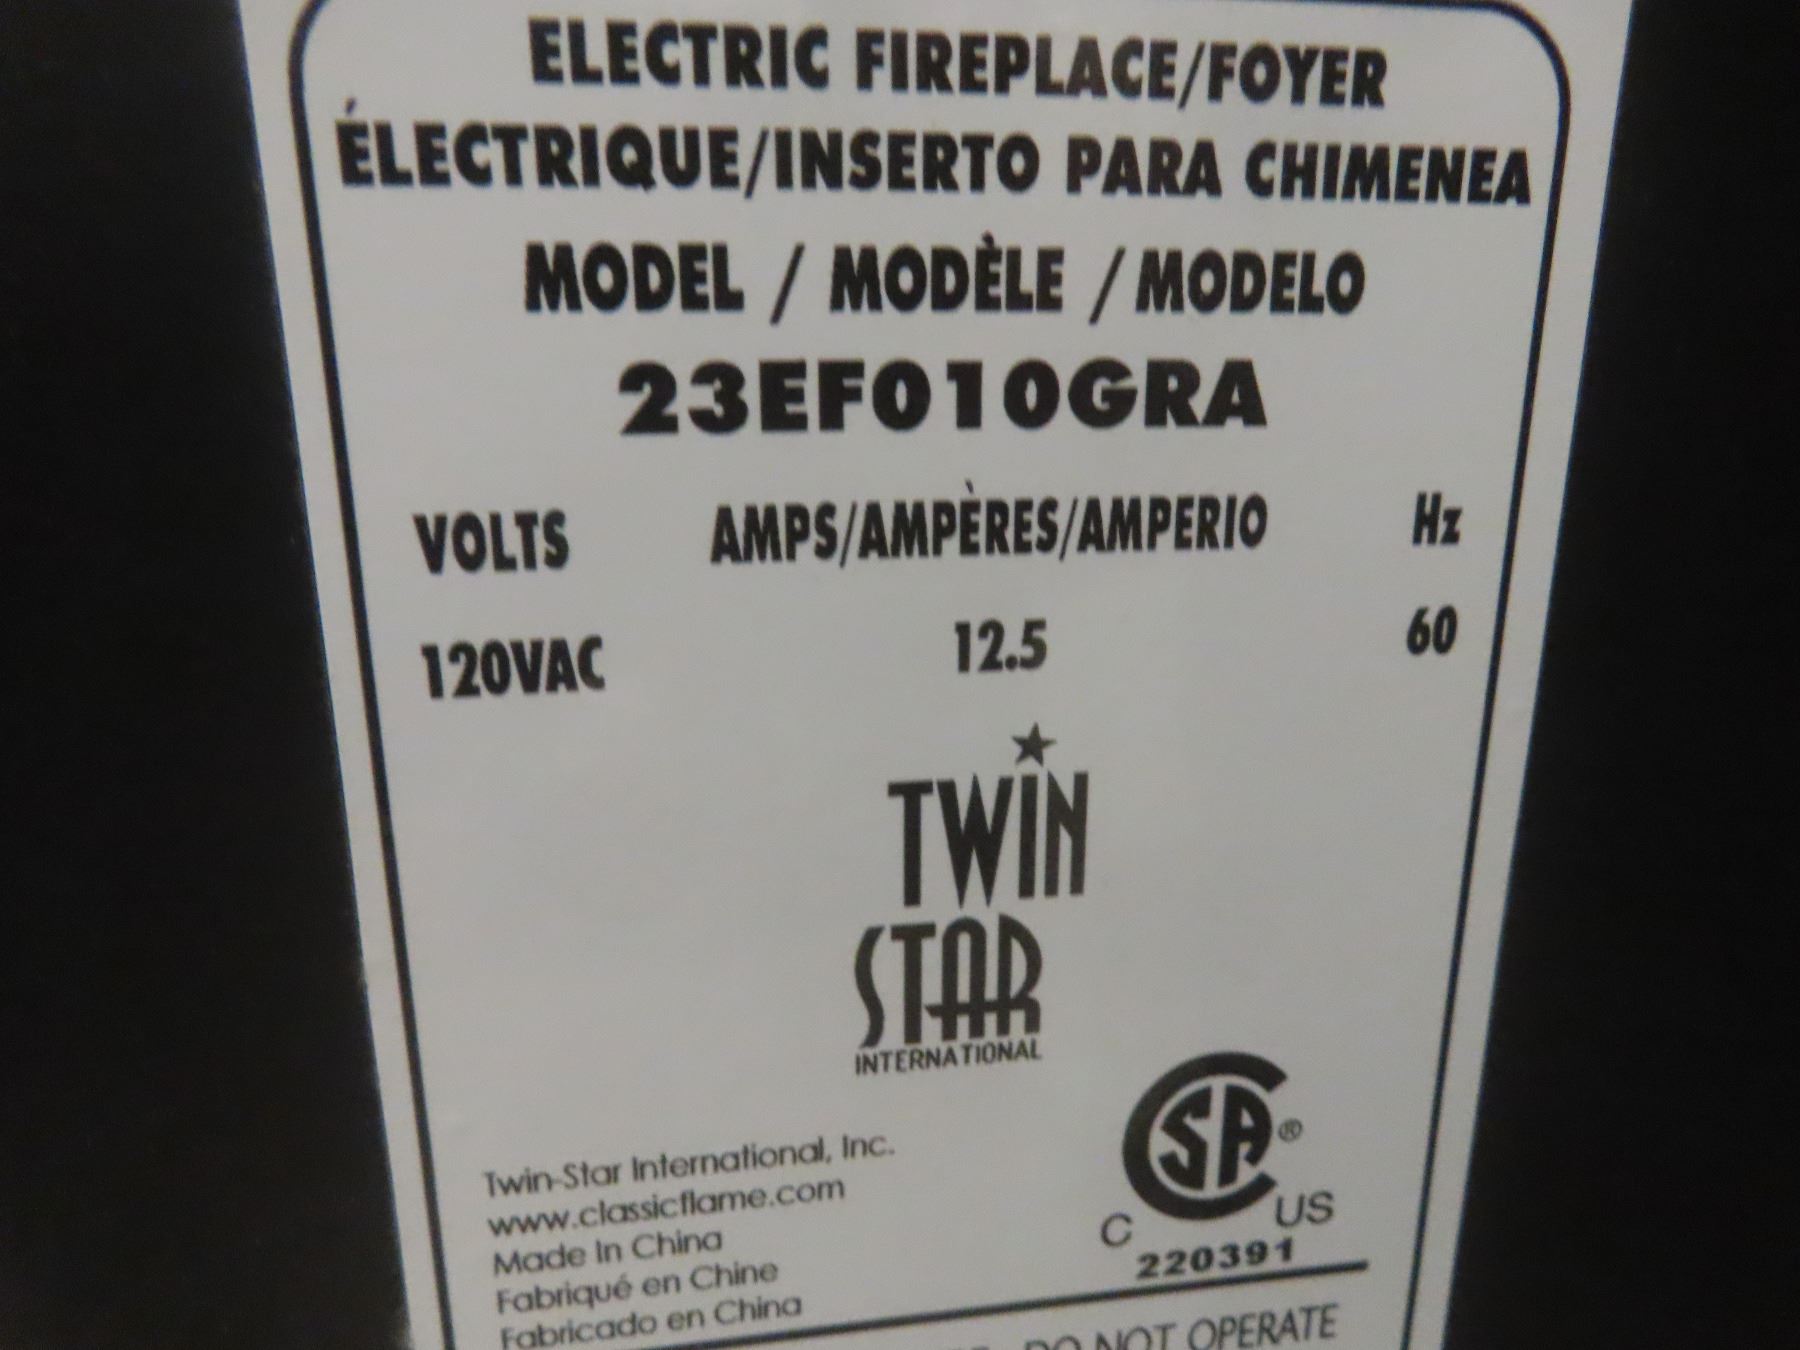 ELECTRIC FIREPLACE/FOYER
ÉLECTRIQUE/INSERTO PARA CHIMENEA
MODEL / MODÈLE / MODELO
23EF010GRA
VOLTS AMPS/AMPÈRES/AMPERIO Hz
120VAC 12.5 60
TWIN
STAR
INTERNATIONAL
Twin-Star International, Inc.
www.classicflame.com
Made In China
Fabriqué en Chine
Fabricado en China
CSA®
C US
220391
DO NOT OPERATE